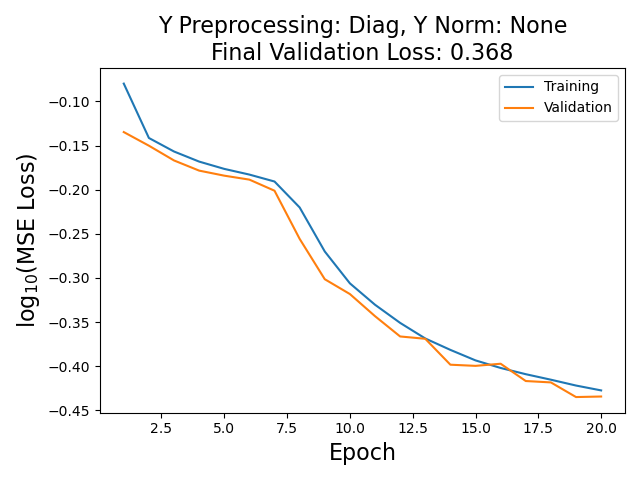 Y Preprocessing: Diag, Y Norm: None
Final Validation Loss: 0.368
Training
Validation
−0.10
−0.15
−0.20
−0.25
−0.30
−0.35
−0.40
−0.45
log₁₀(MSE Loss)
2.5 5.0 7.5 10.0 12.5 15.0 17.5 20.0
Epoch